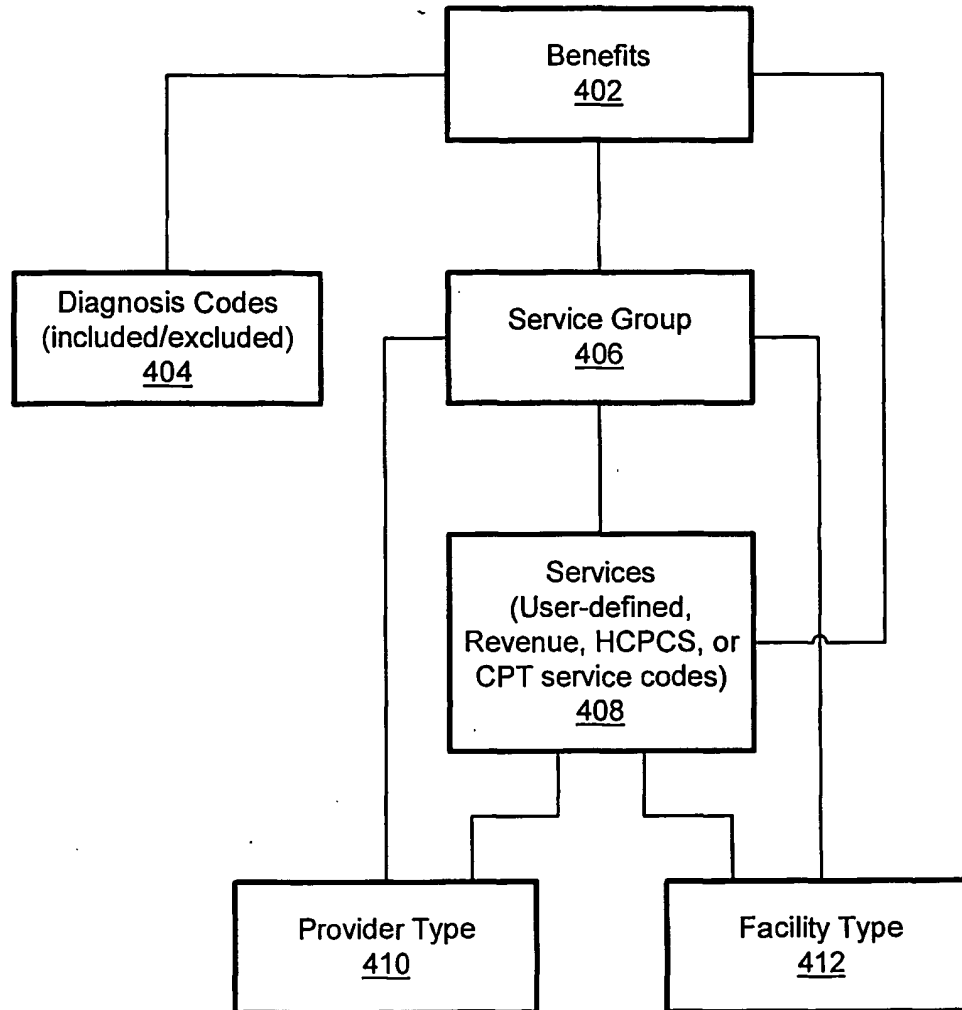 Benefits
402
Diagnosis Codes
(included/excluded)
404
Service Group
406
Services
(User-defined,
Revenue, HCPCS, or
CPT service codes)
408
Provider Type
410
Facility Type
412